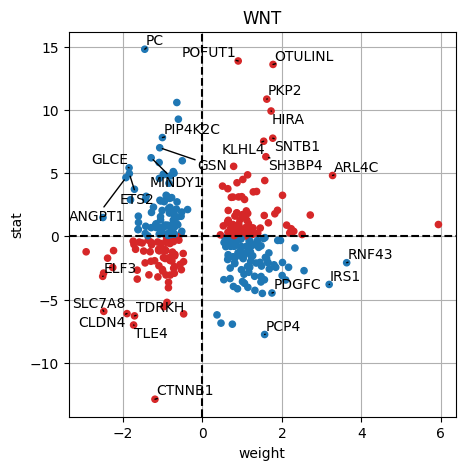 WNT
PC
POFUT1
OTULINL
PKP2
HIRA
PIP4K2C
KLHL4
SNTB1
GLCE
GSN
SH3BP4
ARL4C
MINDY1
ETS2
ANGPT1
RNF43
ELF3
IRS1
PDGFC
SLC7A8
TDRKH
CLDN4
TLE4
PCP4
CTNNB1
15
10
5
0
−5
−10
stat
−2
0
2
4
6
weight